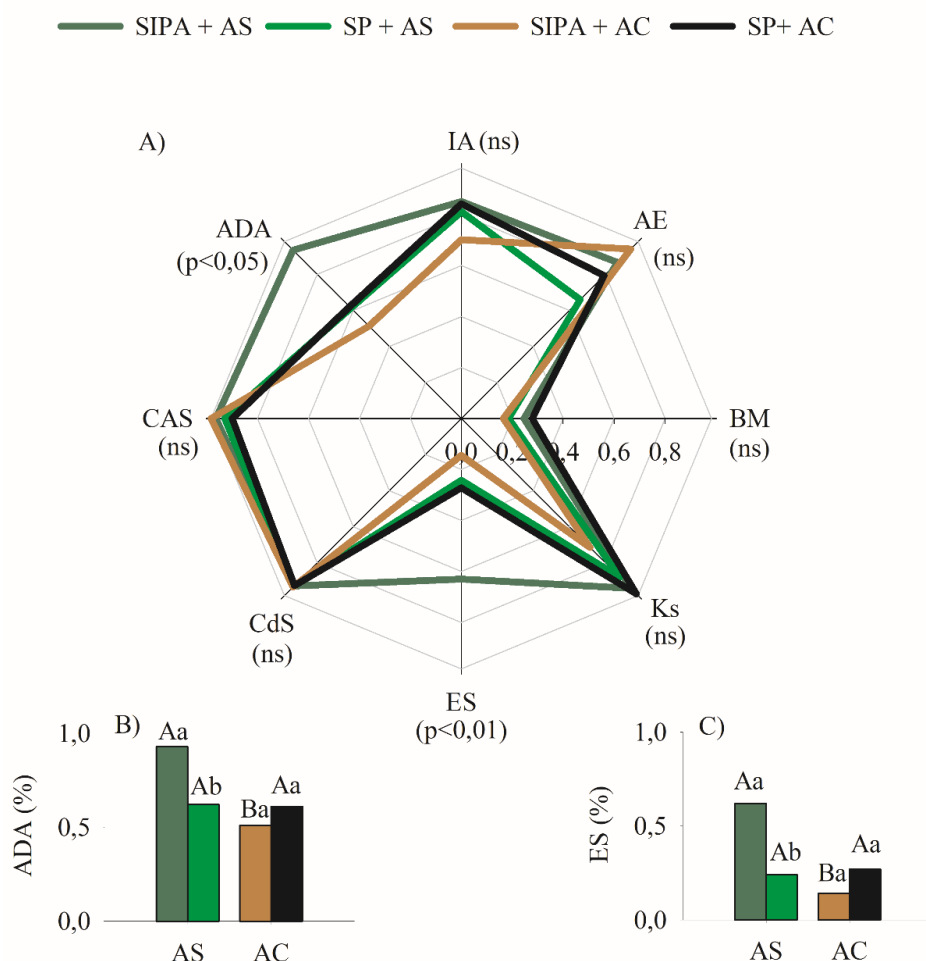 SIPA + AS SP + AS SIPA + AC SP+ AC
A)
IA (ns)
ADA
(p<0,05)
AE
(ns)
CAS
(ns)
BM
(ns)
0,0 0,2 0,4 0,6 0,8
CdS
(ns)
Ks
(ns)
ES
(p<0,01)
B)
ADA (%)
1,0
0,5
0,0
Aa
Ab
Ba
Aa
AS AC
C)
ES (%)
1,0
0,5
0,0
Aa
Ab
Ba
Aa
AS AC